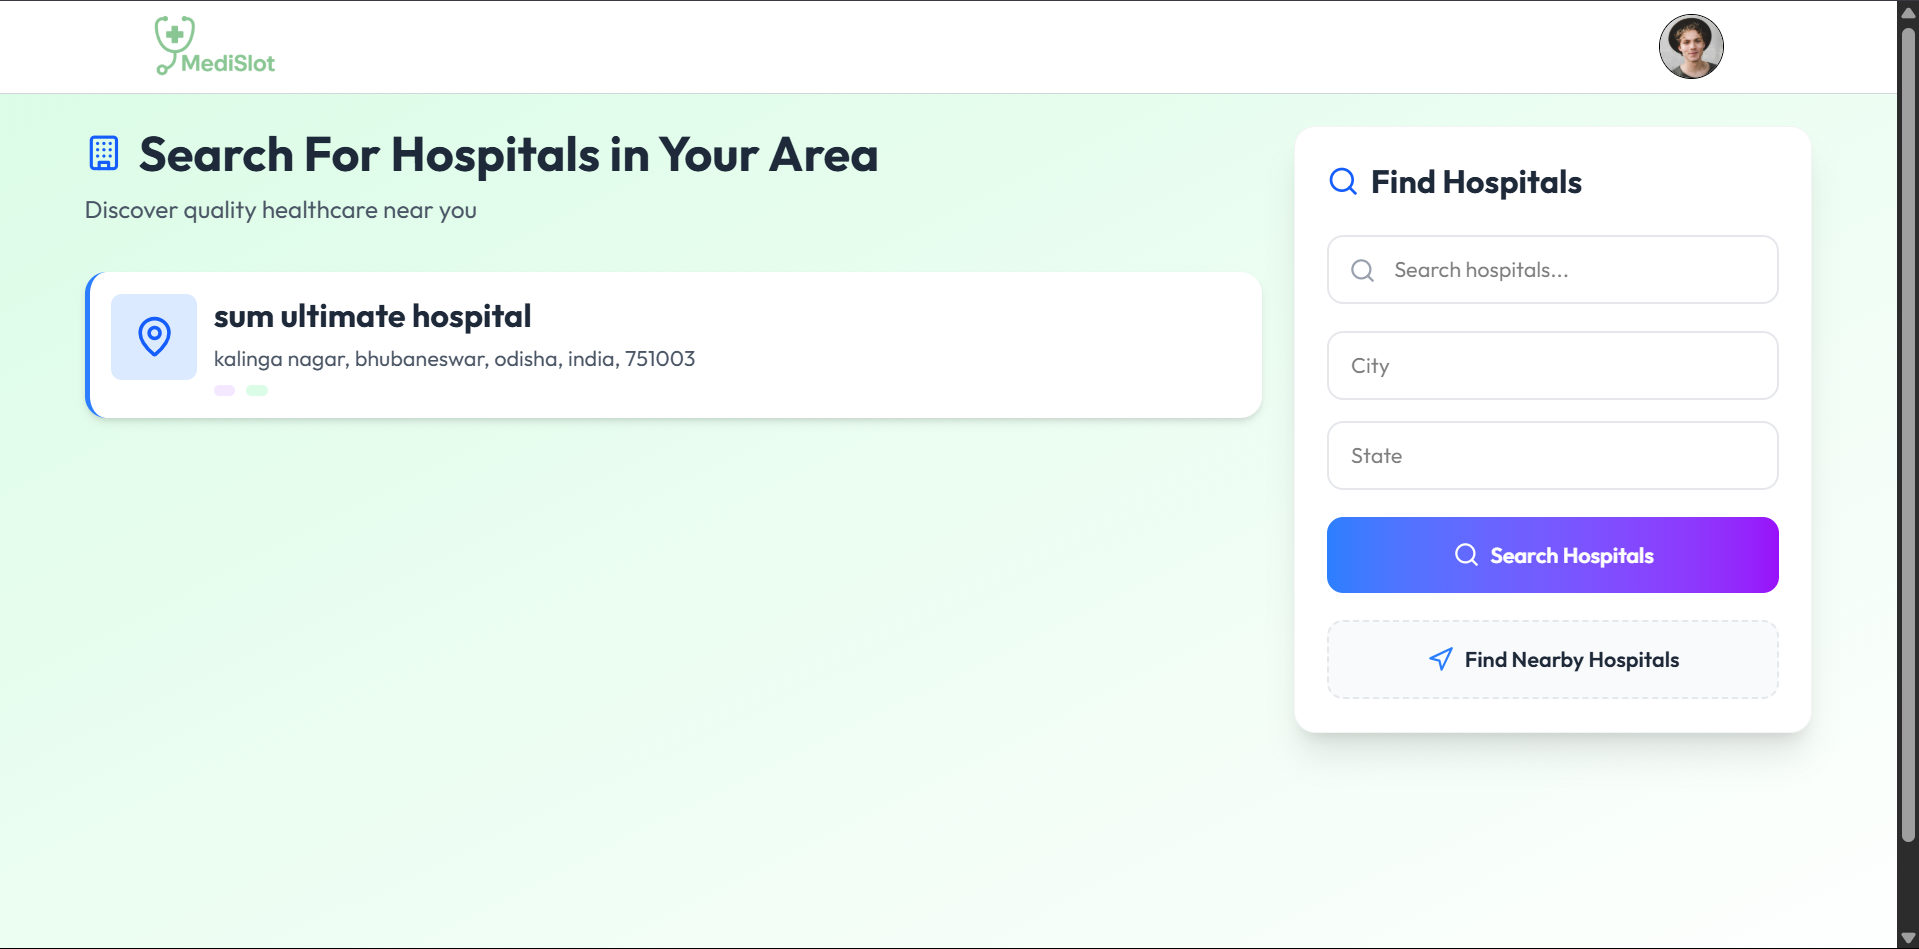 MediSlot
Search For Hospitals in Your Area
Discover quality healthcare near you
sum ultimate hospital
kalinga nagar, bhubaneswar, odisha, india, 751003
Find Hospitals
Search hospitals...
City
State
Search Hospitals
Find Nearby Hospitals